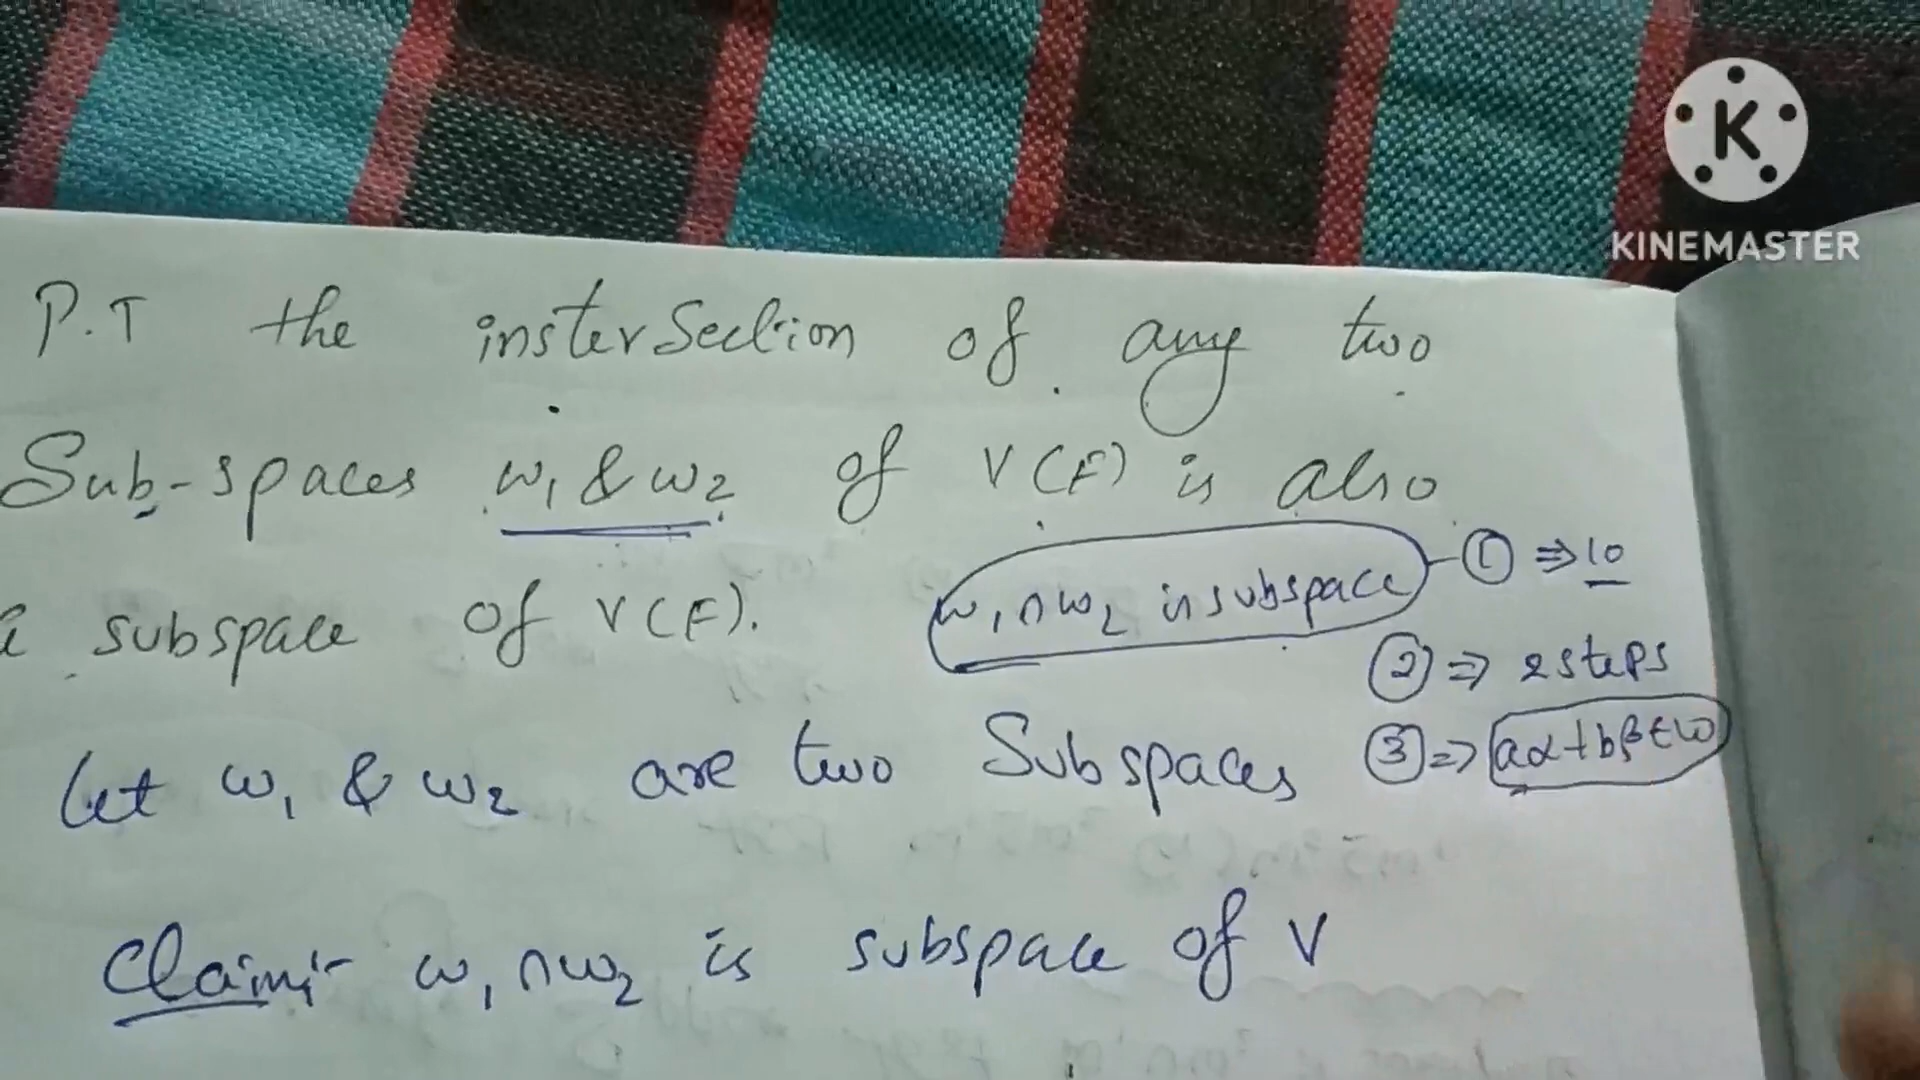 K
KINEMASTER
P.T the instersection of any two
Sub-spaces w₁ & w₂ of V(F) is also
a subspace of V(F).
w₁∩w₂ is subspace - ① ⇒ 10
② ⇒ 2 steps
③ ⇒ aα+bβ∈W
Let w₁ & w₂ are two Subspaces
Claim:- w₁∩w₂ is subspace of V